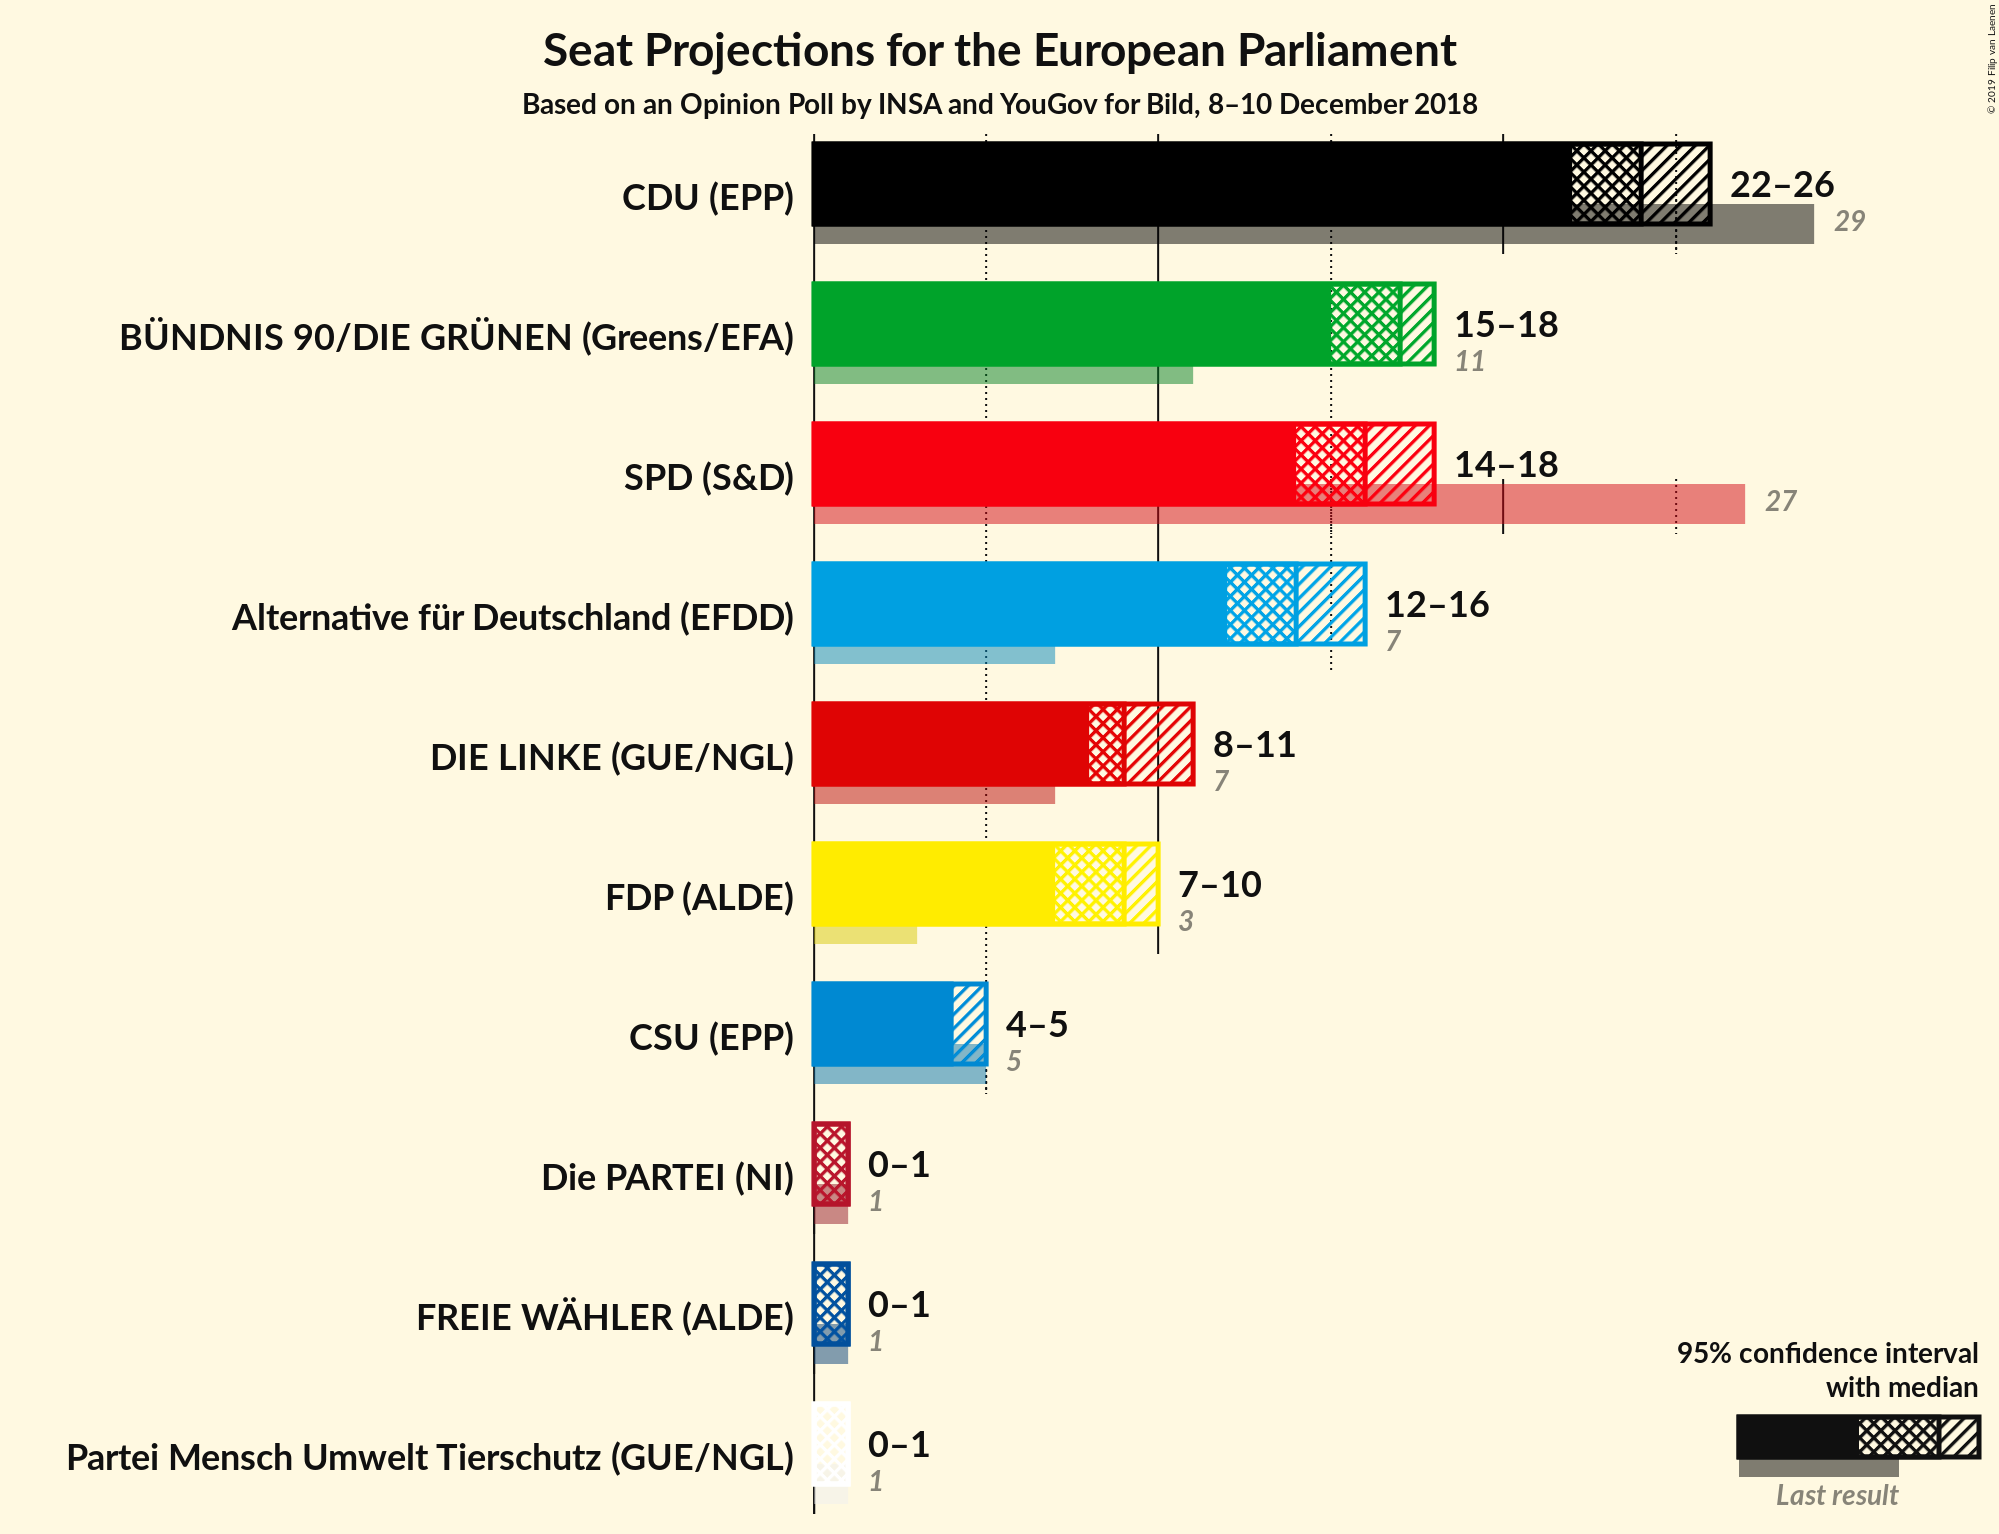 Seat Projections for the European Parliament
Based on an Opinion Poll by INSA and YouGov for Bild, 8–10 December 2018
© 2019 Filip van Laenen
CDU (EPP)
22–26
29
BÜNDNIS 90/DIE GRÜNEN (Greens/EFA)
15–18
11
SPD (S&D)
14–18
27
Alternative für Deutschland (EFDD)
12–16
7
DIE LINKE (GUE/NGL)
8–11
7
FDP (ALDE)
7–10
3
CSU (EPP)
4–5
5
Die PARTEI (NI)
0–1
1
FREIE WÄHLER (ALDE)
0–1
1
Partei Mensch Umwelt Tierschutz (GUE/NGL)
0–1
1
95% confidence interval
with median
Last result